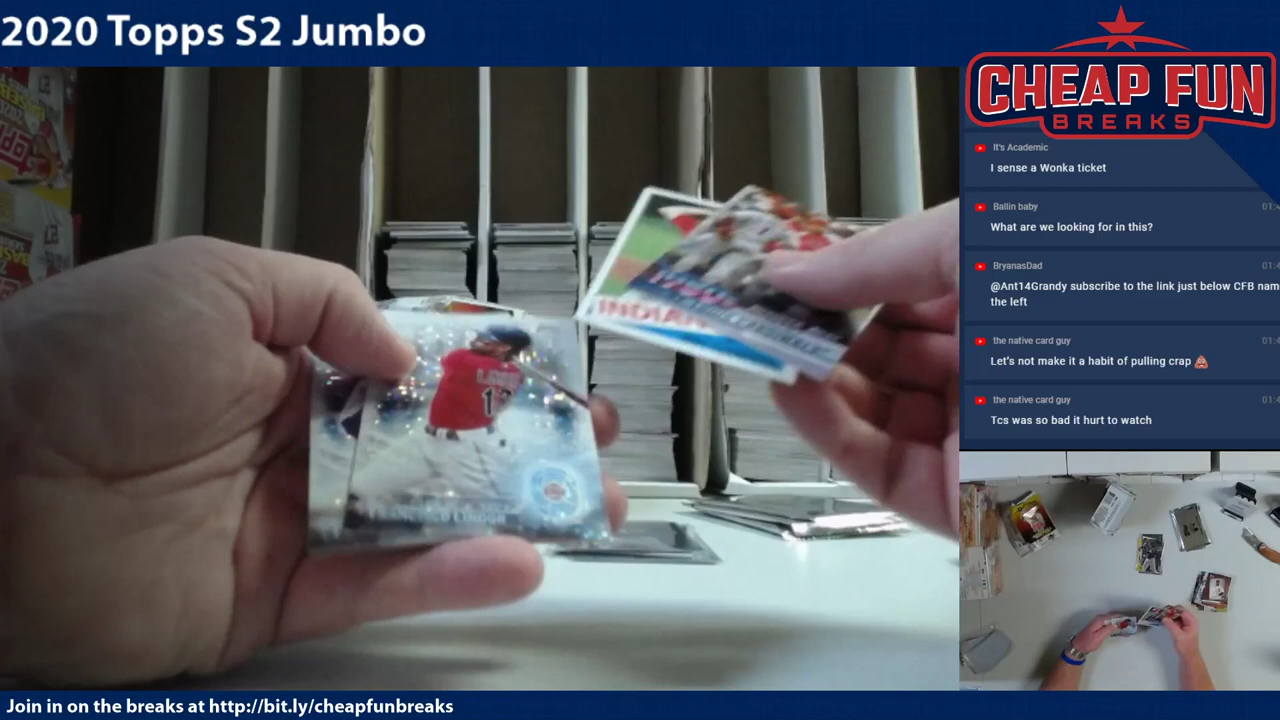 2020 Topps S2 Jumbo
CHEAP FUN
BREAKS
It's Academic
I sense a Wonka ticket
Ballin baby
What are we looking for in this?
BryanasDad
@Ant14Grandy subscribe to the link just below CFB nam
the left
the native card guy
Let's not make it a habit of pulling crap 💩
the native card guy
Tcs was so bad it hurt to watch
INDIAN
FRANCISCO LINDOR
Join in on the breaks at http://bit.ly/cheapfunbreaks